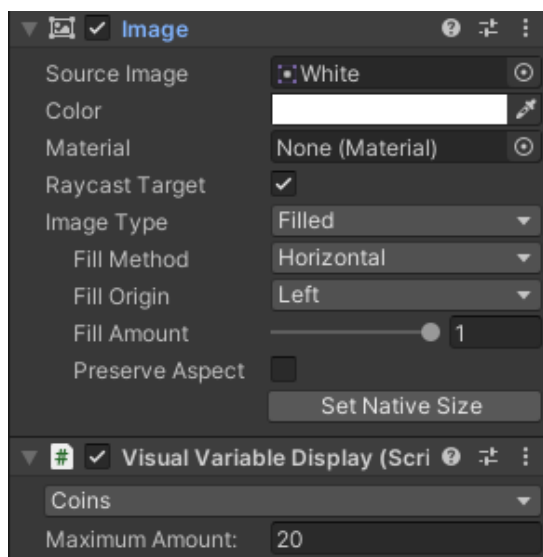 Image
Source Image White
Color
Material None (Material)
Raycast Target
Image Type Filled
Fill Method Horizontal
Fill Origin Left
Fill Amount 1
Preserve Aspect
Set Native Size
# Visual Variable Display (Scri
Coins
Maximum Amount: 20